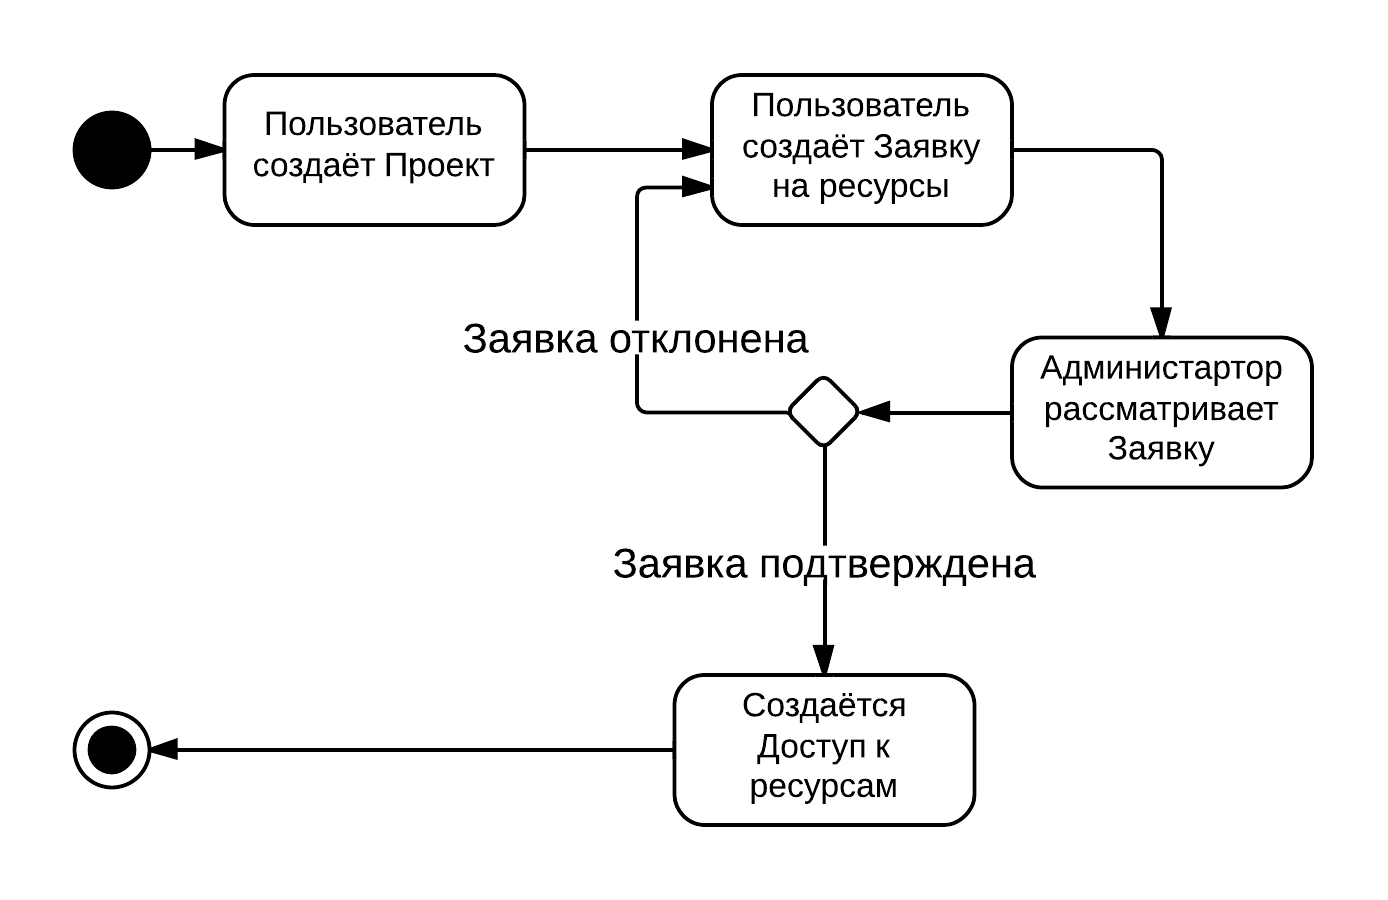 Пользователь
создаёт Проект
Пользователь
создаёт Заявку
на ресурсы
Заявка отклонена
Администартор
рассматривает
Заявку
Заявка подтверждена
Создаётся
Доступ к
ресурсам